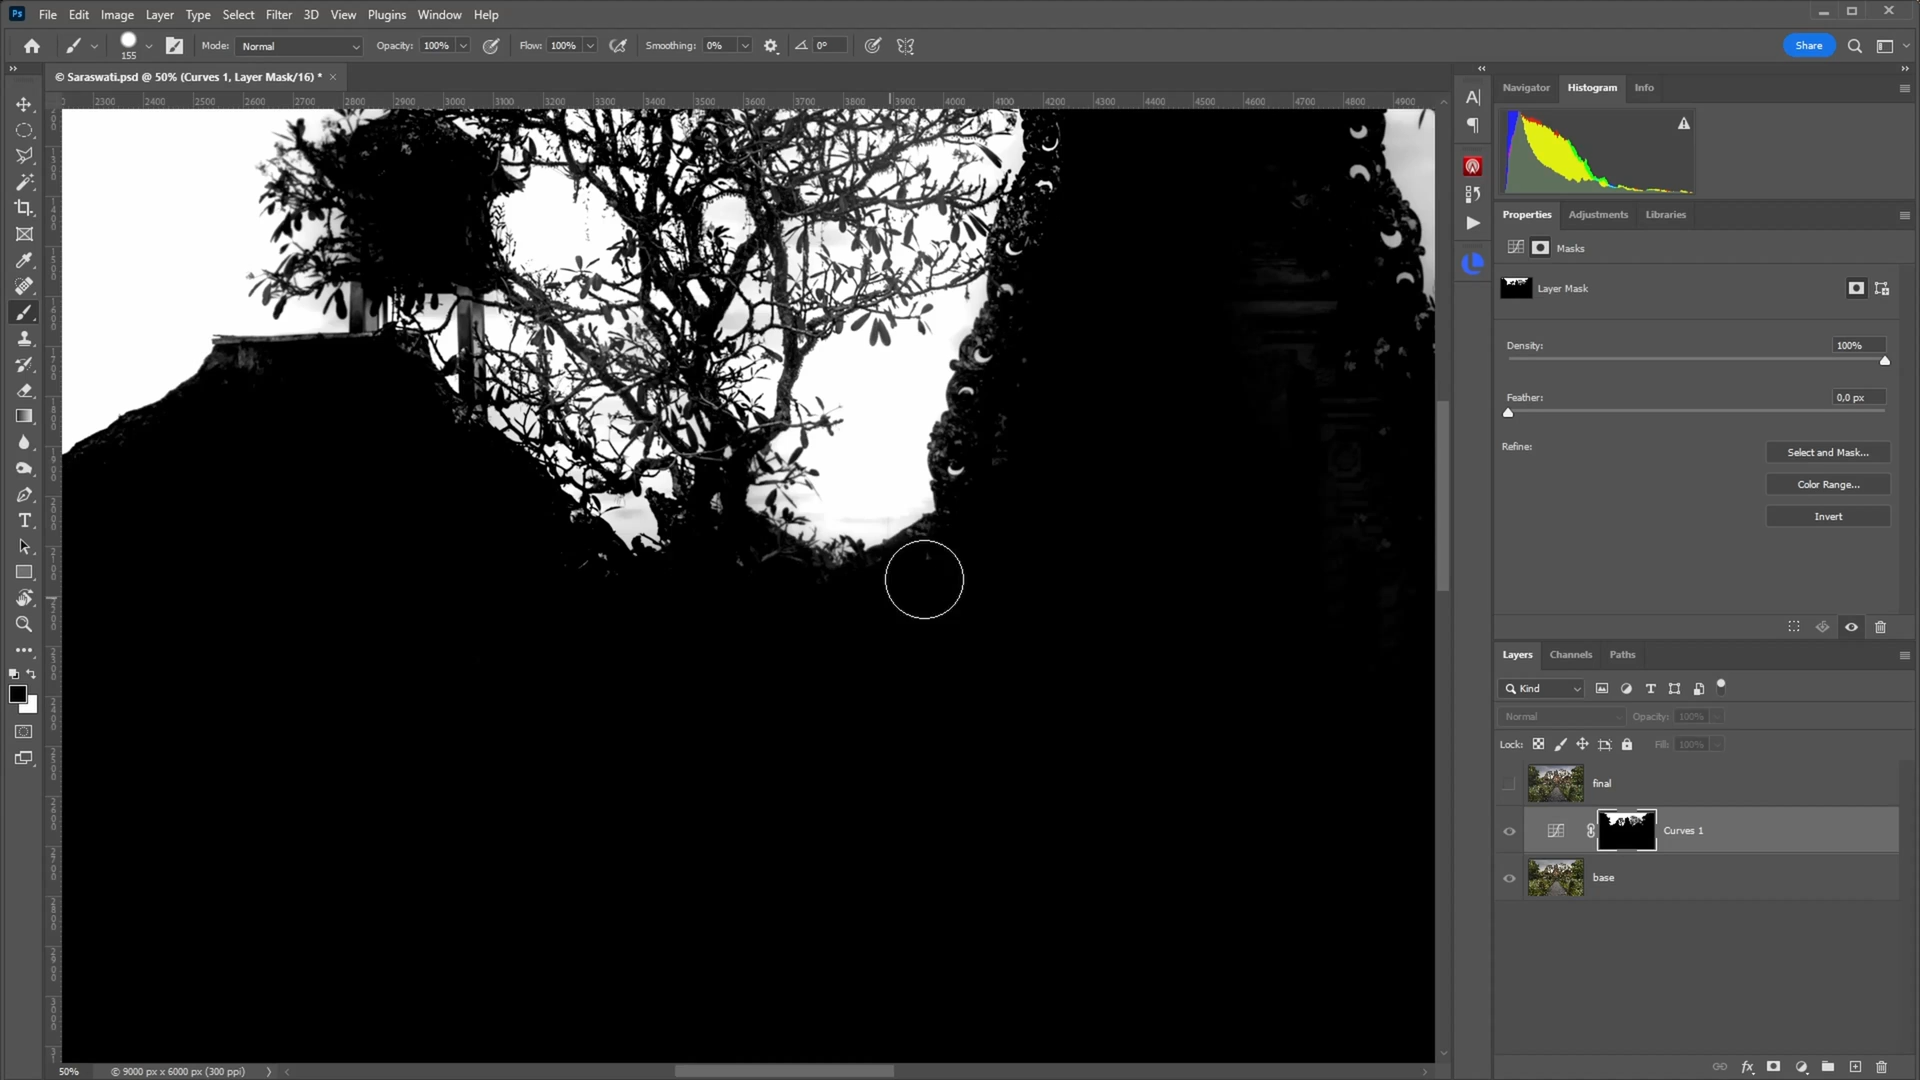 Ps File Edit Image Layer Type Select Filter 3D View Plugins Window Help
155 Mode: Normal Opacity: 100% Flow: 100% Smoothing: 0% 0° Share
© Saraswati.psd @ 50% (Curves 1, Layer Mask/16) * ×
2300 2400 2500 2600 2700 2800 2900 3000 3100 3200 3300 3400 3500 3600 3700 3800 3900 4000 4100 4200 4300 4400 4500 4600 4700 4800 4900
Navigator Histogram Info
Properties Adjustments Libraries
Masks
Layer Mask
Density: 100%
Feather: 0,0 px
Refine: Select and Mask...
Color Range...
Invert
Layers Channels Paths
Kind
Normal Opacity: 100%
Lock: Fill: 100%
final
Curves 1
base
50% © 9000 px x 6000 px (300 ppi)